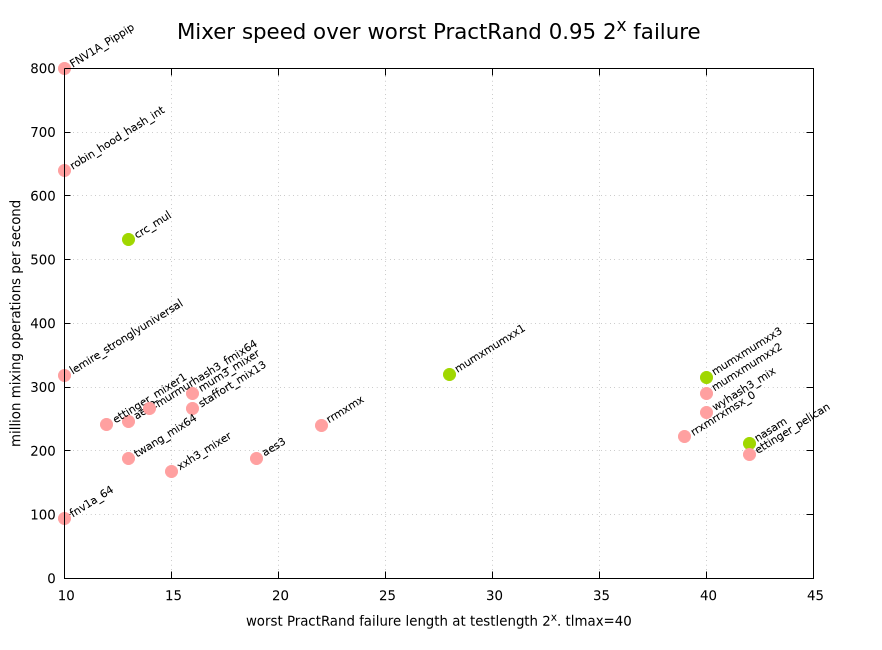 Mixer speed over worst PractRand 0.95 2^x failure
million mixing operations per second
800
700
600
500
400
300
200
100
0
FNV1A_Pippip
robin_hood_hash_int
crc_mul
lemire_stronglyuniversal
mumxmumxx1
mumxmumxx3
mumxmumxx2
murmurhash3_fmix64
mum3_mixer
staffort_mix13
ettinger_mixer1
wyhash3_mix
rrxmrrxmsx_0
rrmxmx
nasam
ettinger_pelican
twang_mix64
xxh3_mixer
aes3
fnv1a_64
10
15
20
25
30
35
40
45
worst PractRand failure length at testlength 2^x. tlmax=40